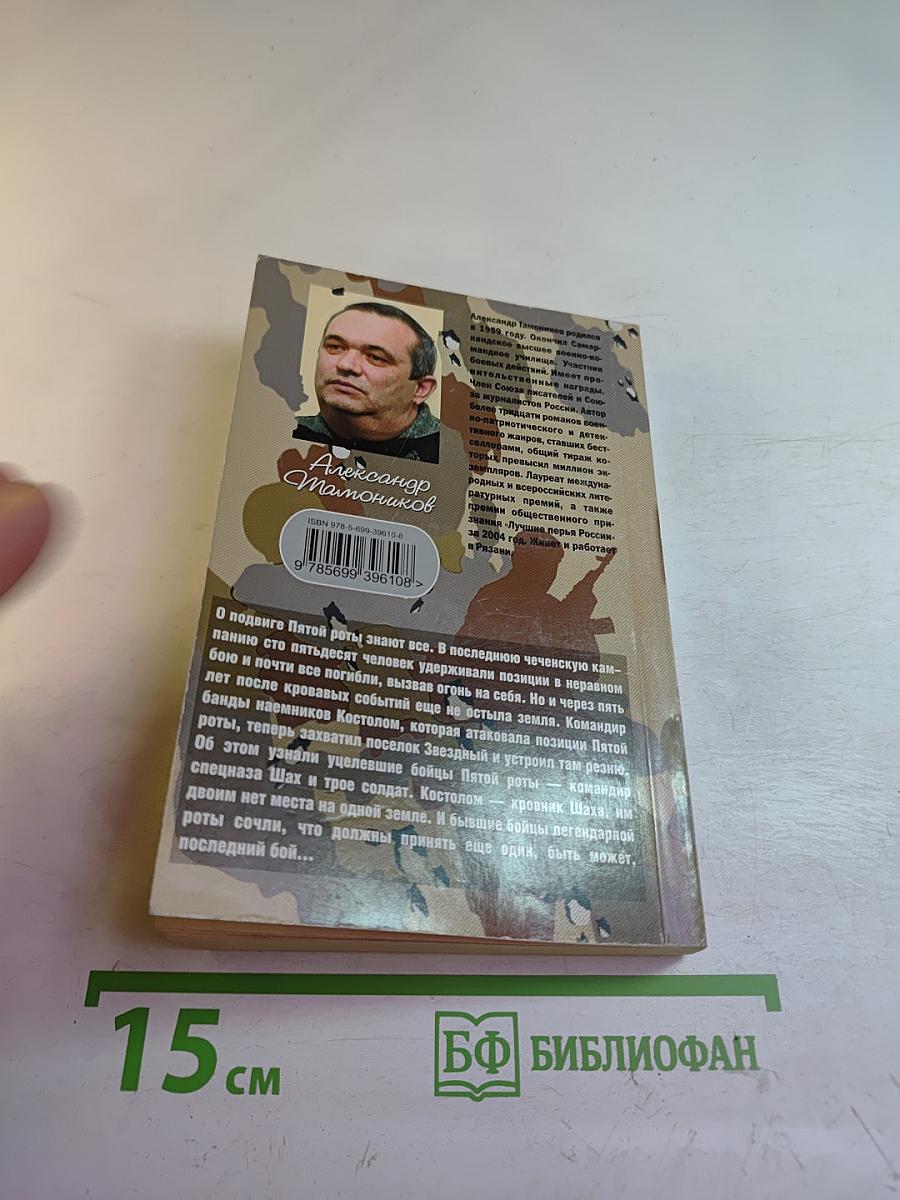 Александр Тамоников родился
в 1959 году. Окончил Самар-
кандское высшее военно-ко-
мандное училище. Участник
боевых действий. Имеет пра-
вительственные награды.
Член Союза писателей и Сою-
за журналистов России. Автор
более тридцати романов воен-
но-патриотического и детек-
тивного жанров, ставших бест-
селлерами, общий тираж ко-
торых превысил миллион эк-
земпляров. Лауреат междуна-
родных и всероссийских лите-
ратурных премий, а также
премии общественного при-
знания «Лучшие перья России»
за 2004 год. Живет и работает
в Рязани.
Александр
Тамоников
ISBN 978-5-699-39610-8
9 785699 396108 >
О подвиге Пятой роты знают все. В последнюю чеченскую кам-
панию сто пятьдесят человек удерживали позиции в неравном
бою и почти все погибли, вызвав огонь на себя. Но и через пять
лет после кровавых событий еще не остыла земля. Командир
банды наемников Костолом, которая атаковала позиции Пятой
роты, теперь захватил поселок Звездный и устроил там резню.
Об этом узнали уцелевшие бойцы Пятой роты — командир
спецназа Шах и трое солдат. Костолом — кровник Шаха, им
двоим нет места на одной земле. И бывшие бойцы легендарной
роты сочли, что должны принять еще один, быть может,
последний бой...
15 см
БФ БИБЛИОФАН